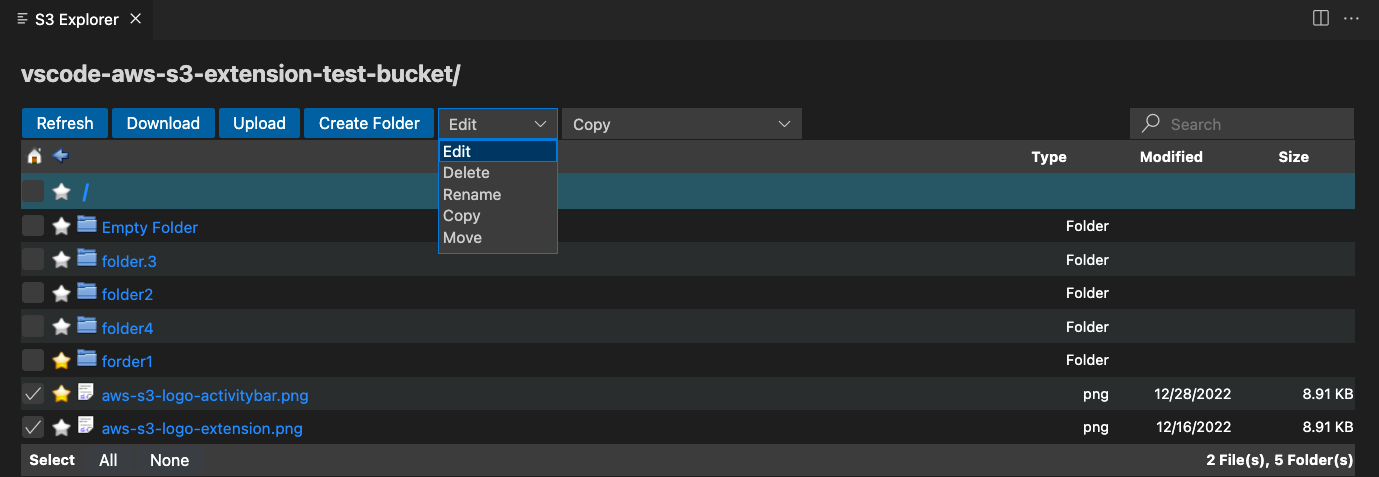 S3 Explorer
vscode-aws-s3-extension-test-bucket/
Refresh Download Upload Create Folder Edit Copy Search
Edit
Delete
Rename
Copy
Move
Type Modified Size
/
Empty Folder Folder
folder.3 Folder
folder2 Folder
folder4 Folder
forder1 Folder
aws-s3-logo-activitybar.png png 12/28/2022 8.91 KB
aws-s3-logo-extension.png png 12/16/2022 8.91 KB
Select All None 2 File(s), 5 Folder(s)